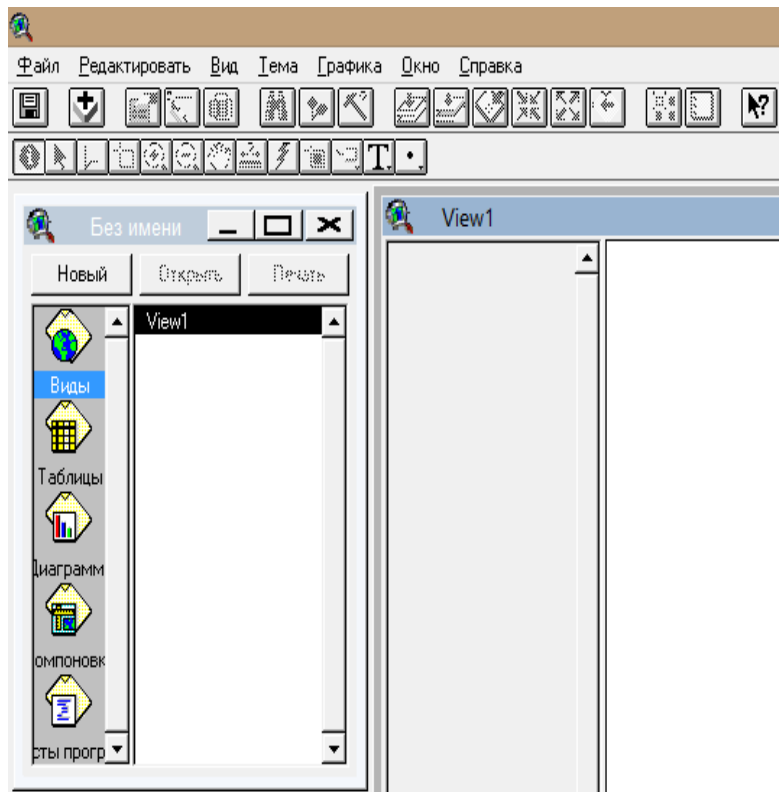 Файл Редактировать Вид Тема Графика Окно Справка
T
Без имени
View1
Новый Открыть Печать
View1
Виды
Таблицы
Диаграмм
омпоновк
сты прогр